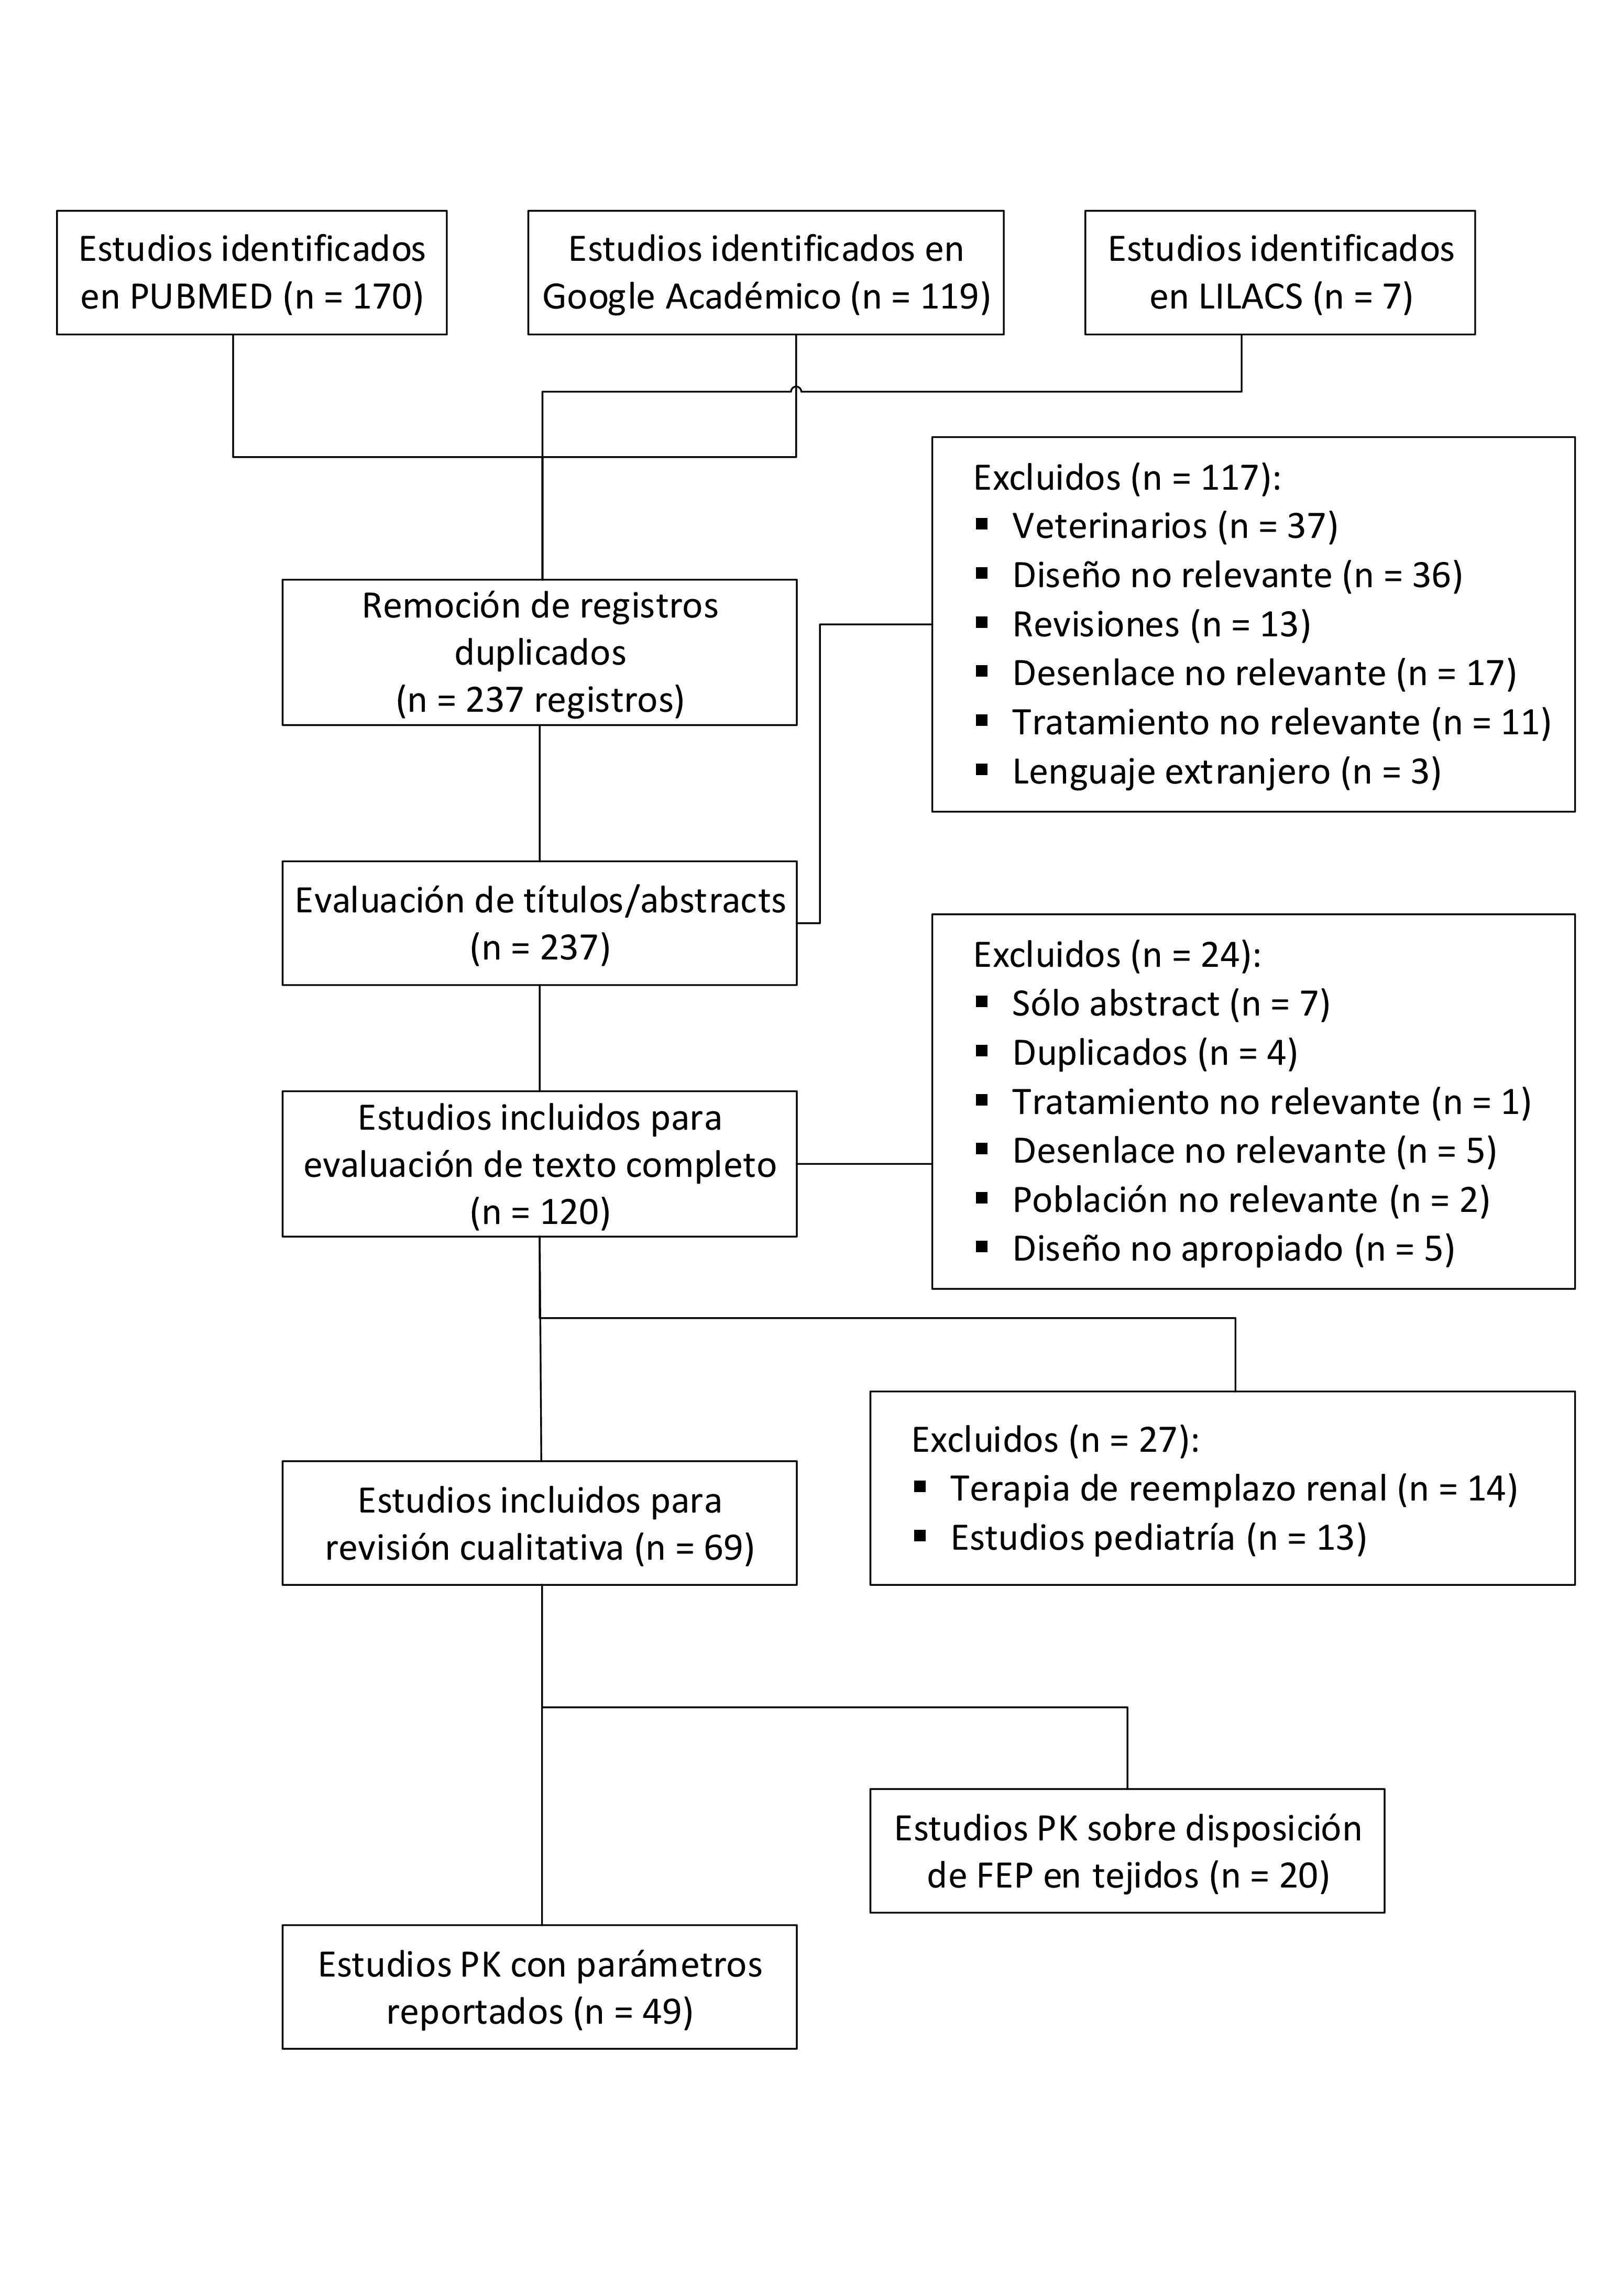 Estudios identificados
en PUBMED (n = 170)
Estudios identificados en
Google Académico (n = 119)
Estudios identificados
en LILACS (n = 7)
Excluidos (n = 117):
▪ Veterinarios (n = 37)
▪ Diseño no relevante (n = 36)
▪ Revisiones (n = 13)
▪ Desenlace no relevante (n = 17)
▪ Tratamiento no relevante (n = 11)
▪ Lenguaje extranjero (n = 3)
Remoción de registros
duplicados
(n = 237 registros)
Evaluación de títulos/abstracts
(n = 237)
Excluidos (n = 24):
▪ Sólo abstract (n = 7)
▪ Duplicados (n = 4)
▪ Tratamiento no relevante (n = 1)
▪ Desenlace no relevante (n = 5)
▪ Población no relevante (n = 2)
▪ Diseño no apropiado (n = 5)
Estudios incluidos para
evaluación de texto completo
(n = 120)
Excluidos (n = 27):
▪ Terapia de reemplazo renal (n = 14)
▪ Estudios pediatría (n = 13)
Estudios incluidos para
revisión cualitativa (n = 69)
Estudios PK sobre disposición
de FEP en tejidos (n = 20)
Estudios PK con parámetros
reportados (n = 49)